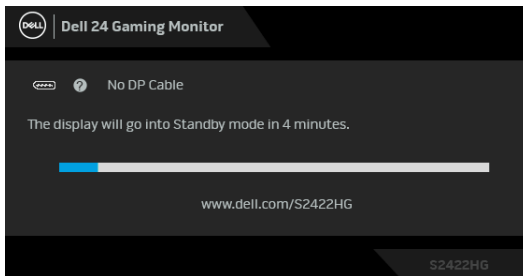 DELL
Dell 24 Gaming Monitor
? No DP Cable
The display will go into Standby mode in 4 minutes.
www.dell.com/S2422HG
S2422HG